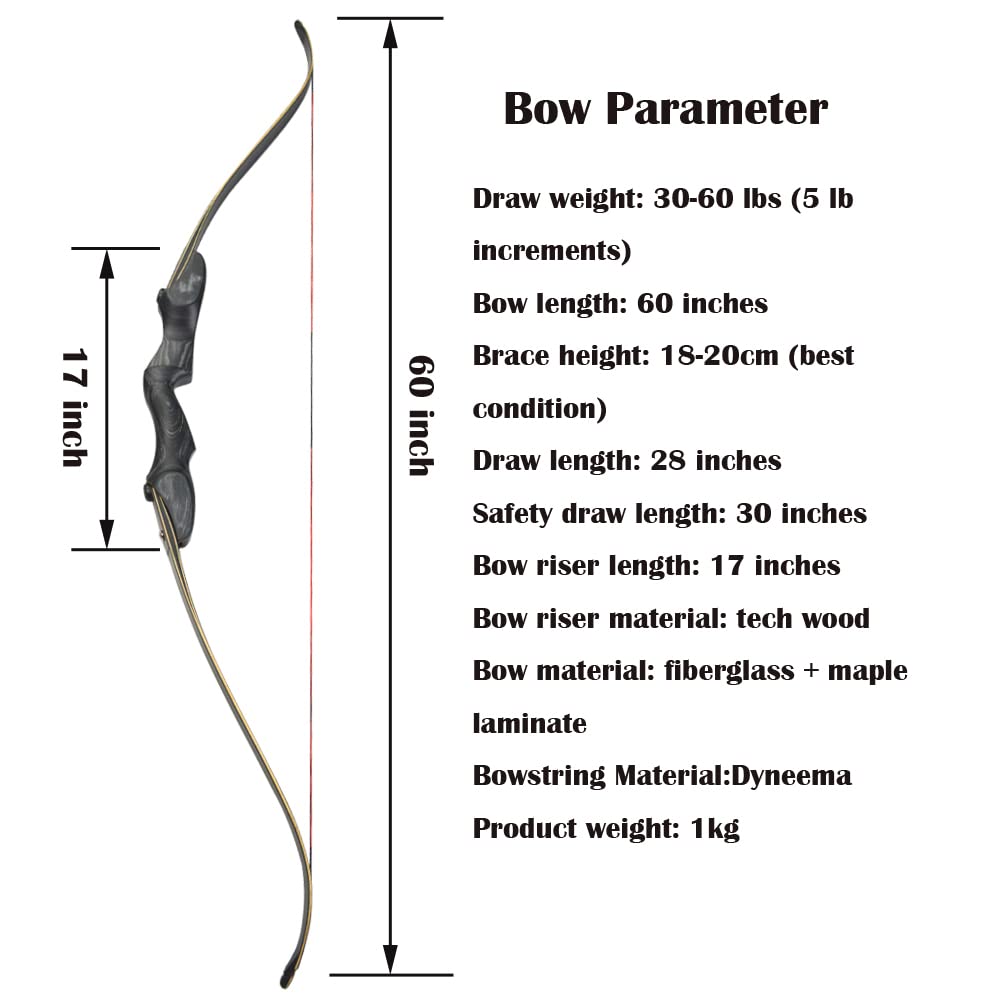 Bow Parameter
Draw weight: 30-60 lbs (5 lb
increments)
Bow length: 60 inches
Brace height: 18-20cm (best
condition)
Draw length: 28 inches
Safety draw length: 30 inches
Bow riser length: 17 inches
Bow riser material: tech wood
Bow material: fiberglass + maple
laminate
Bowstring Material:Dyneema
Product weight: 1kg
17 inch
60 inch